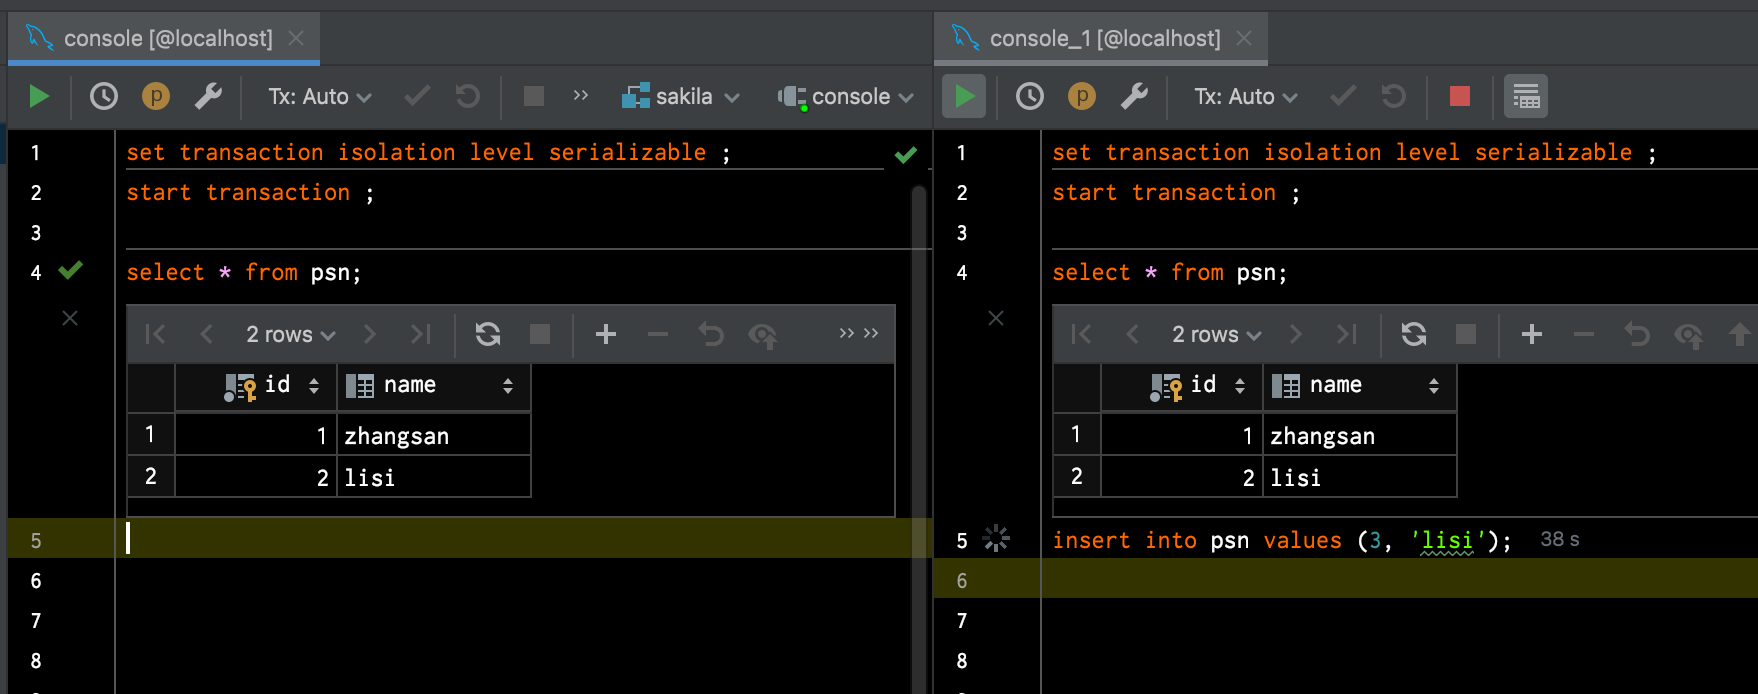 console [@localhost]
Tx: Auto
sakila
console
1 set transaction isolation level serializable ;
2 start transaction ;
3
4 select * from psn;
2 rows
id name
1 1 zhangsan
2 2 lisi
5
6
7
8
console_1 [@localhost]
Tx: Auto
1 set transaction isolation level serializable ;
2 start transaction ;
3
4 select * from psn;
2 rows
id name
1 1 zhangsan
2 2 lisi
5 insert into psn values (3, 'lisi'); 38 s
6
7
8